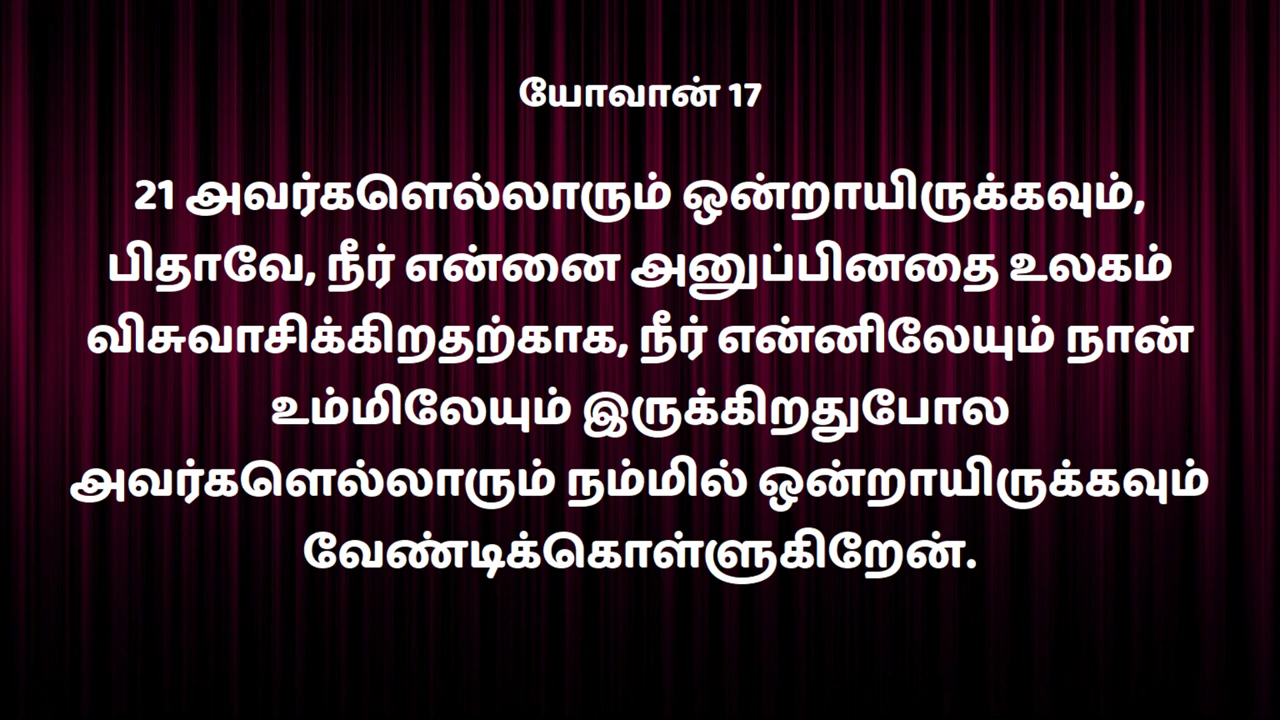 யோவான் 17
21 அவர்களெல்லாரும் ஒன்றாயிருக்கவும்,
பிதாவே, நீர் என்னை அனுப்பினதை உலகம்
விசுவாசிக்கிறதற்காக, நீர் என்னிலேயும் நான்
உம்மிலேயும் இருக்கிறதுபோல
அவர்களெல்லாரும் நம்மில் ஒன்றாயிருக்கவும்
வேண்டிக்கொள்ளுகிறேன்.